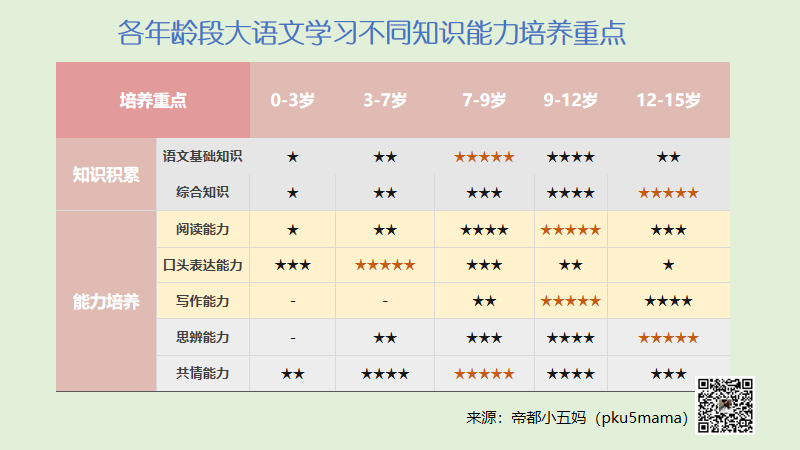 各年龄段大语文学习不同知识能力培养重点
培养重点 0-3岁 3-7岁 7-9岁 9-12岁 12-15岁
知识积累
语文基础知识 ★ ★★ ★★★★★ ★★★★ ★★
综合知识 ★ ★★ ★★★ ★★★★ ★★★★★
能力培养
阅读能力 ★ ★★ ★★★★ ★★★★★ ★★★
口头表达能力 ★★★ ★★★★★ ★★★ ★★ ★
写作能力 - - ★★ ★★★★★ ★★★★
思辨能力 - ★★ ★★★ ★★★★ ★★★★★
共情能力 ★★ ★★★★ ★★★★★ ★★★★ ★★★
来源：帝都小五妈（pku5mama）